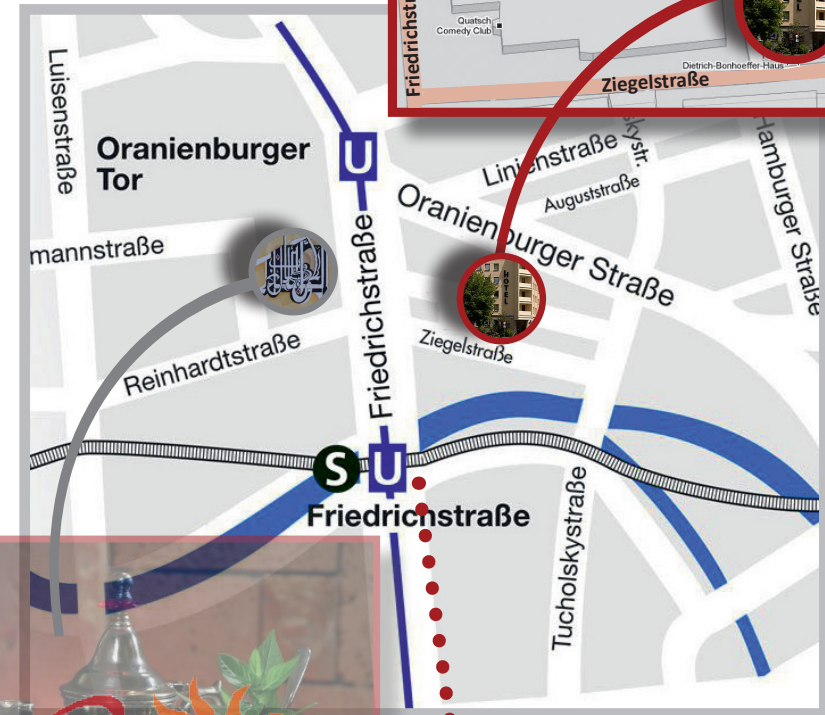 Quatsch
Comedy Club
Dietrich-Bonhoeffer-Haus
Ziegelstraße
Luisenstraße
Oranienburger
Tor
U
Linienstraße
Auguststraße
Hamburger Straße
Oranienburger Straße
mannstraße
Friedrichstraße
HOTEL
Ziegelstraße
Reinhardtstraße
S
U
Friedrichstraße
Tucholskystraße